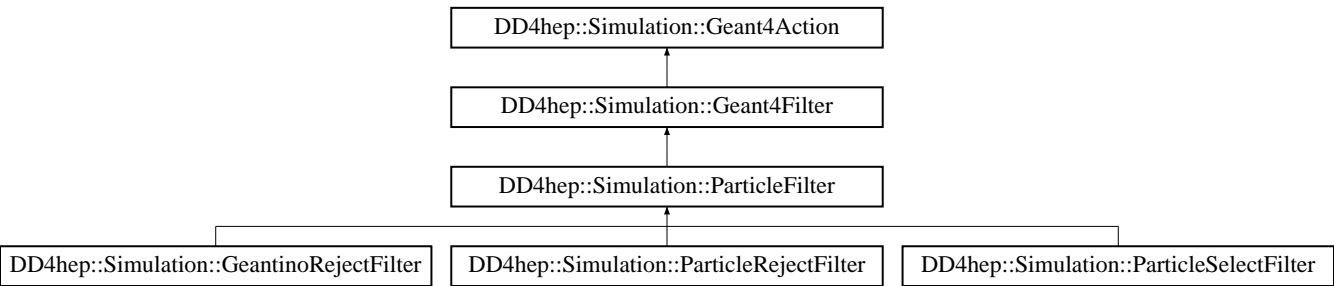 DD4hep::Simulation::Geant4Action
DD4hep::Simulation::Geant4Filter
DD4hep::Simulation::ParticleFilter
DD4hep::Simulation::GeantinoRejectFilter
DD4hep::Simulation::ParticleRejectFilter
DD4hep::Simulation::ParticleSelectFilter